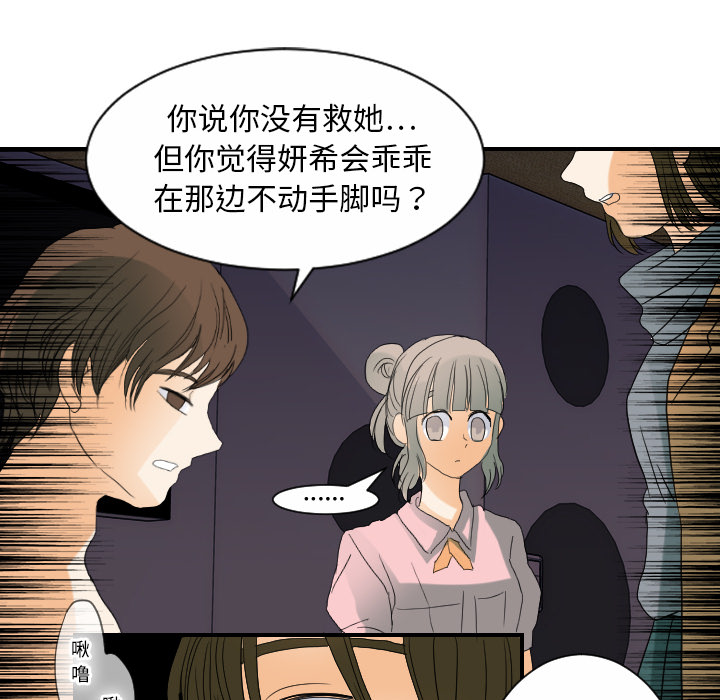 你说你没有救她...
但你觉得妍希会乖乖
在那边不动手脚吗？
......
啾
噜
啾